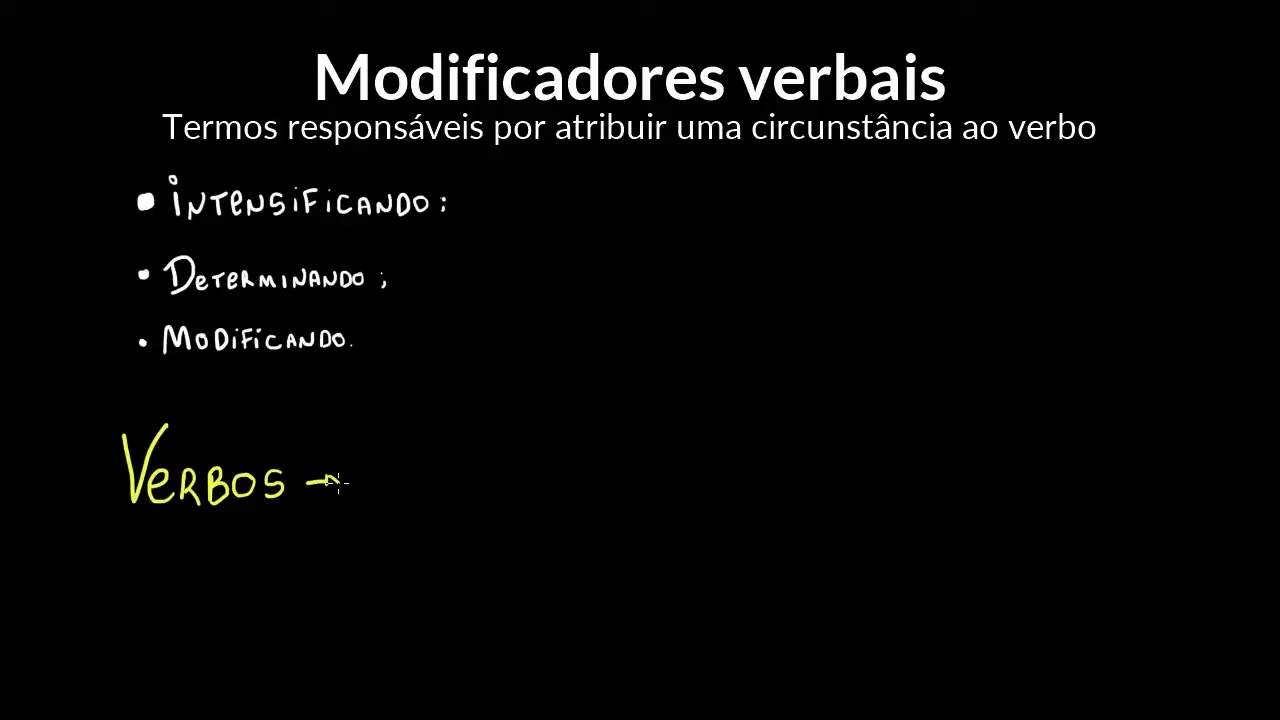 Modificadores verbais
Termos responsáveis por atribuir uma circunstância ao verbo
• INTENSIFICANDO:
• DETERMINANDO;
• MODIFICANDO.
VERBOS →